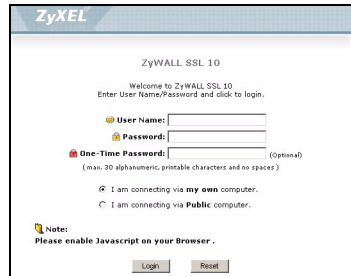 ZyXEL
ZyWALL SSL 10
Welcome to ZyWALL SSL 10
Enter User Name/Password and click to login.
User Name:
Password:
One-Time Password: (Optional)
( max. 30 alphanumeric, printable characters and no spaces )
I am connecting via my own computer.
I am connecting via Public computer.
Note:
Please enable Javascript on your Browser .
Login Reset